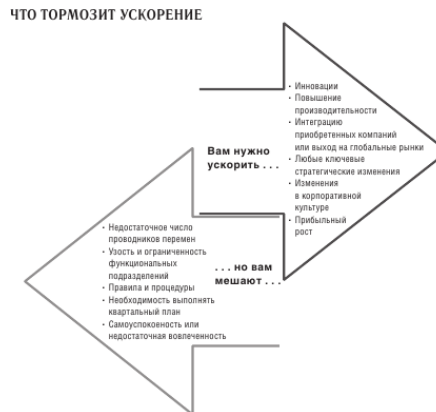 ЧТО ТОРМОЗИТ УСКОРЕНИЕ
Вам нужно
ускорить . . .
· Инновации
· Повышение
производительности
· Интеграцию
приобретенных компаний
или выход на глобальные рынки
· Любые ключевые
стратегические изменения
· Изменения
в корпоративной
культуре
· Прибыльный
рост
. . . но вам
мешают . . .
· Недостаточное число
проводников перемен
· Узость и ограниченность
функциональных
подразделений
· Правила и процедуры
· Необходимость выполнять
квартальный план
· Самоуспокоенность или
недостаточная вовлеченность